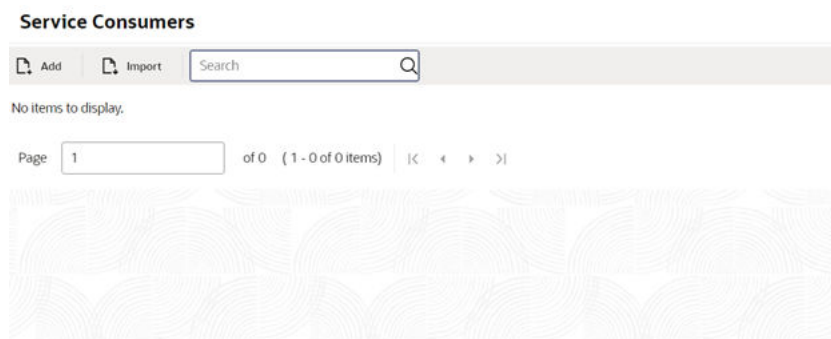 Service Consumers
Add Import Search
No items to display.
Page 1 of 0 ( 1 - 0 of 0 items)